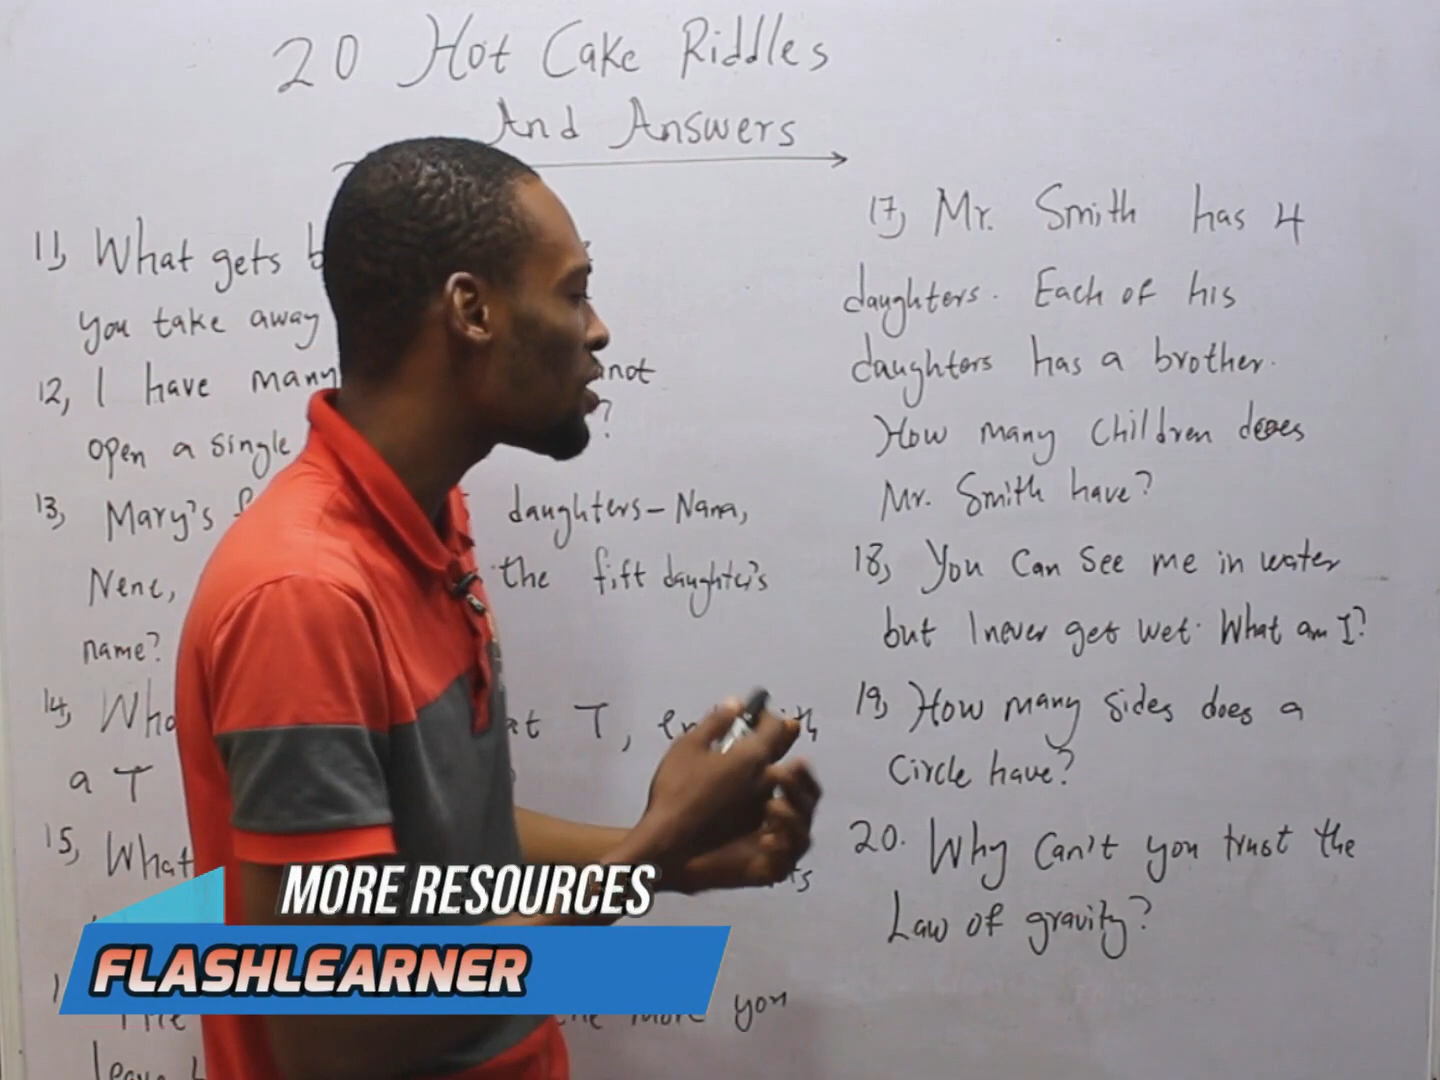 20 Hot Cake Riddles
And Answers
11, What gets
you take away
12, I have many
open a single ?
13, Mary's daughters - Nana,
Nene, the fift daughter's
name?
14, at T,
a T
15, What
the more you
17, Mr. Smith has 4
daughters. Each of his
daughters has a brother.
How many children does
Mr. Smith have?
18, You can see me in water
but I never get wet. What am I?
19, How many sides does a
circle have?
20. Why can't you trust the
Law of gravity?
MORE RESOURCES
FLASHLEARNER